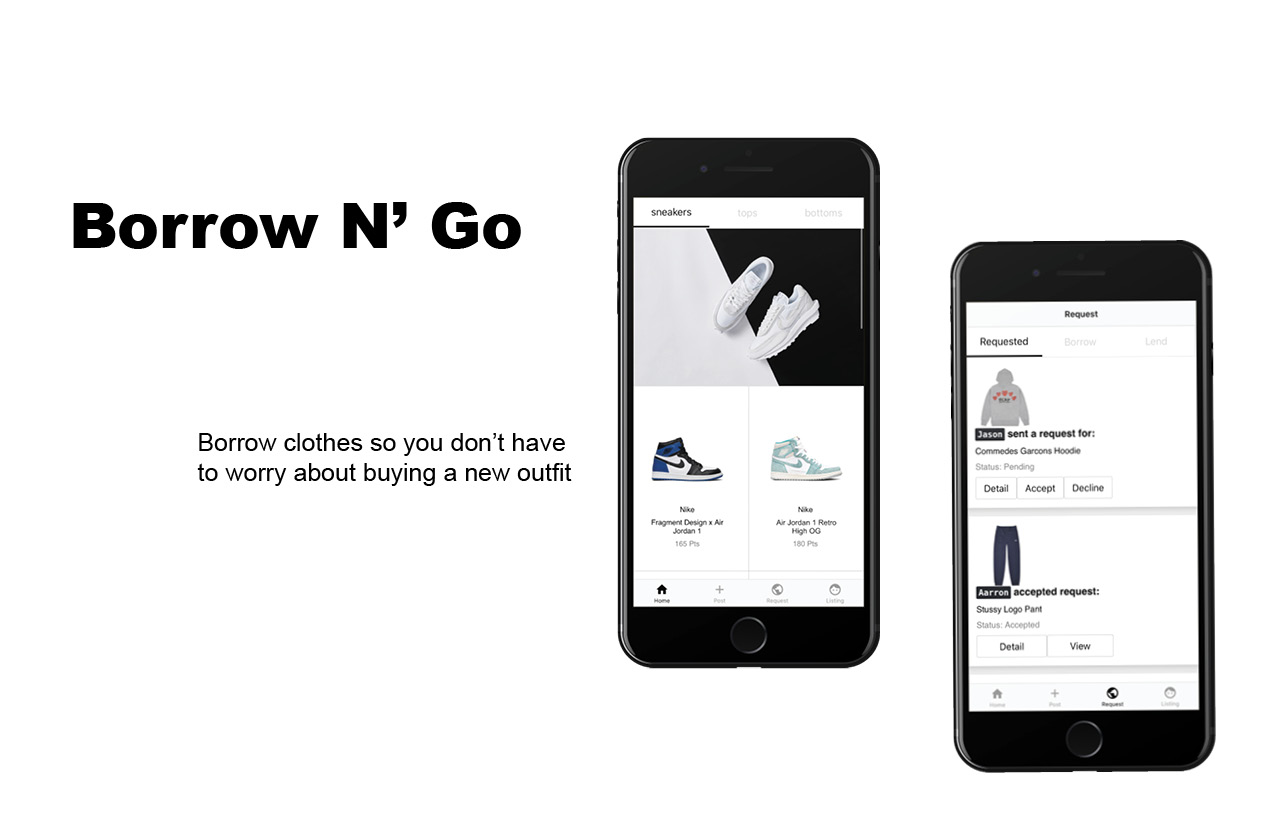 Borrow N’ Go
Borrow clothes so you don’t have
to worry about buying a new outfit
sneakers tops bottoms
Nike
Fragment Design x Air
Jordan 1
165 Pts
Nike
Air Jordan 1 Retro
High OG
180 Pts
Home Post Request Listing
Request
Requested Borrow Lend
Jason sent a request for:
Commedes Garcons Hoodie
Status: Pending
Detail Accept Decline
Aarron accepted request:
Stussy Logo Pant
Status: Accepted
Detail View
Home Post Request Listing